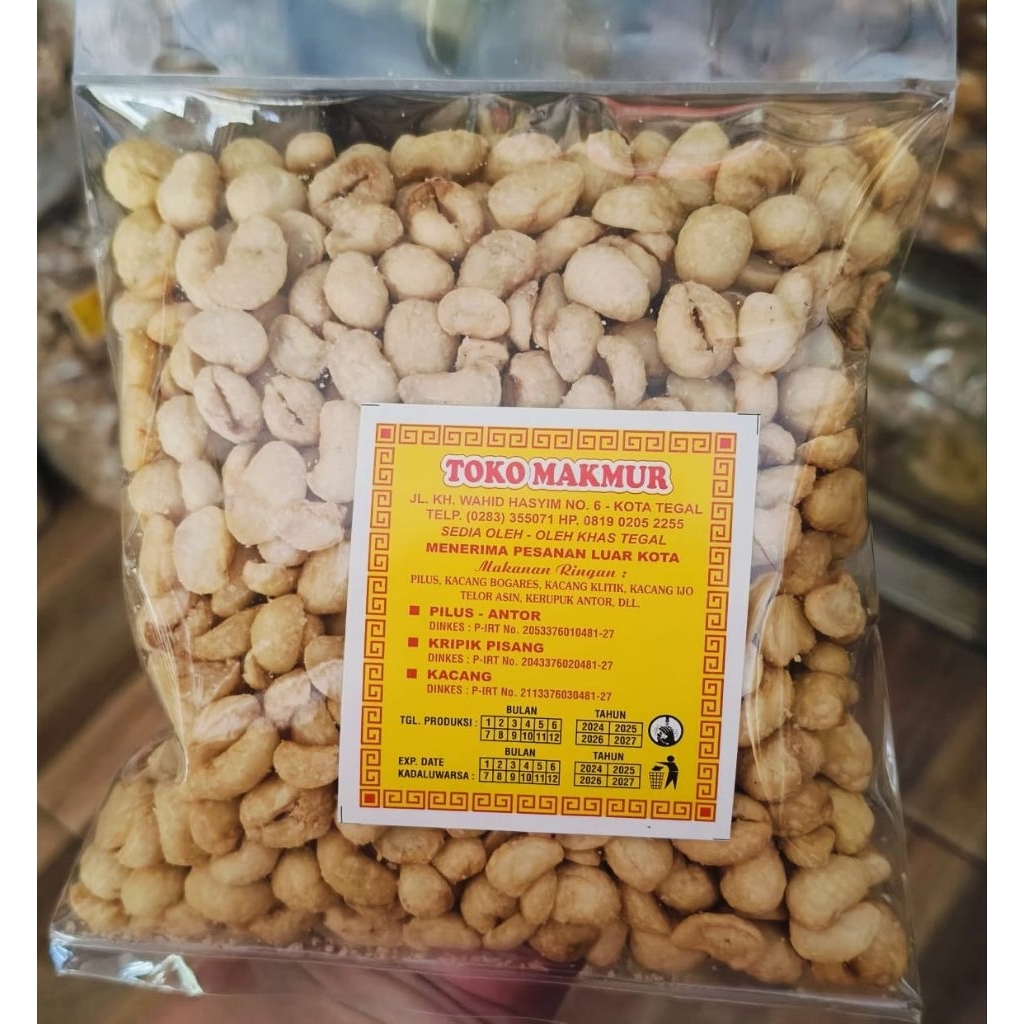 TOKO MAKMUR
JL. KH. WAHID HASYIM NO. 6 - KOTA TEGAL
TELP. (0283) 355071 HP. 0819 0205 2255
SEDIA OLEH - OLEH KHAS TEGAL
MENERIMA PESANAN LUAR KOTA
Makanan Ringan :
PILUS, KACANG BOGARES, KACANG KLITIK, KACANG IJO
TELOR ASIN, KERUPUK ANTOR, DLL.
PILUS - ANTOR
DINKES : P-IRT No. 2053376010481-27
KRIPIK PISANG
DINKES : P-IRT No. 2043376020481-27
KACANG
DINKES : P-IRT No. 2113376030481-27
BULAN TAHUN
TGL. PRODUKSI : 1 2 3 4 5 6 2024 2025
7 8 9 10 11 12 2026 2027
BULAN TAHUN
EXP. DATE 1 2 3 4 5 6 2024 2025
KADALUWARSA : 7 8 9 10 11 12 2026 2027